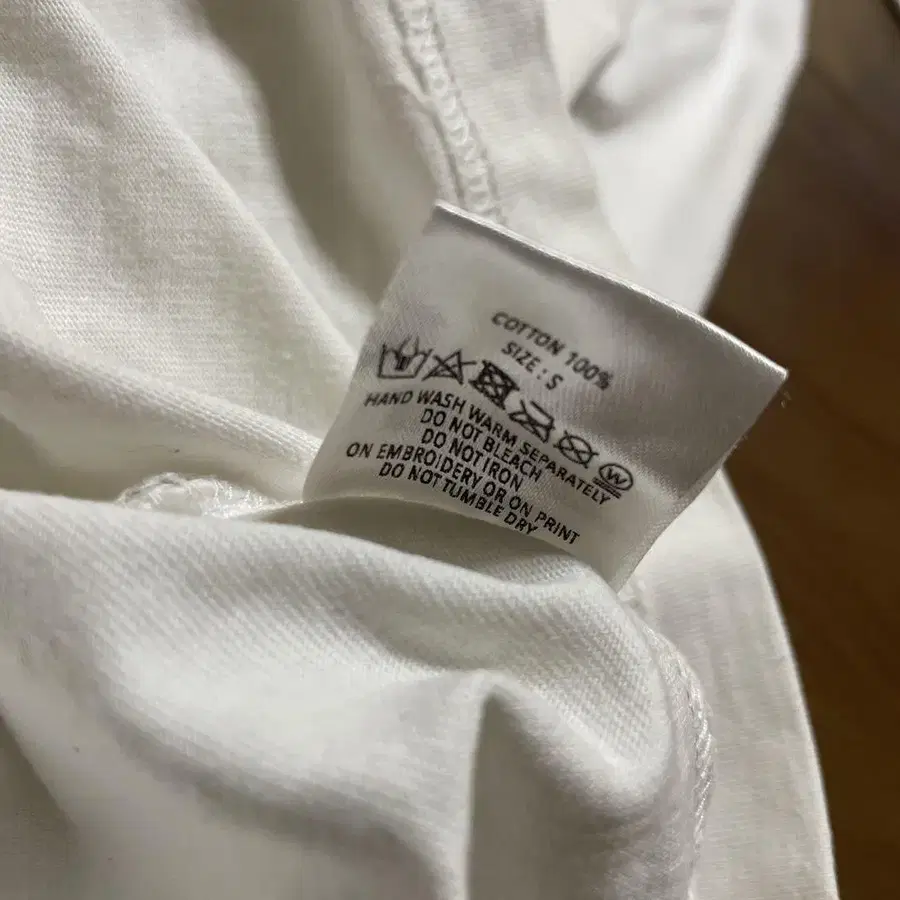 COTTON 100%
SIZE : S
W
HAND WASH WARM SEPARATELY
DO NOT BLEACH
DO NOT IRON
ON EMBROIDERY OR ON PRINT
DO NOT TUMBLE DRY